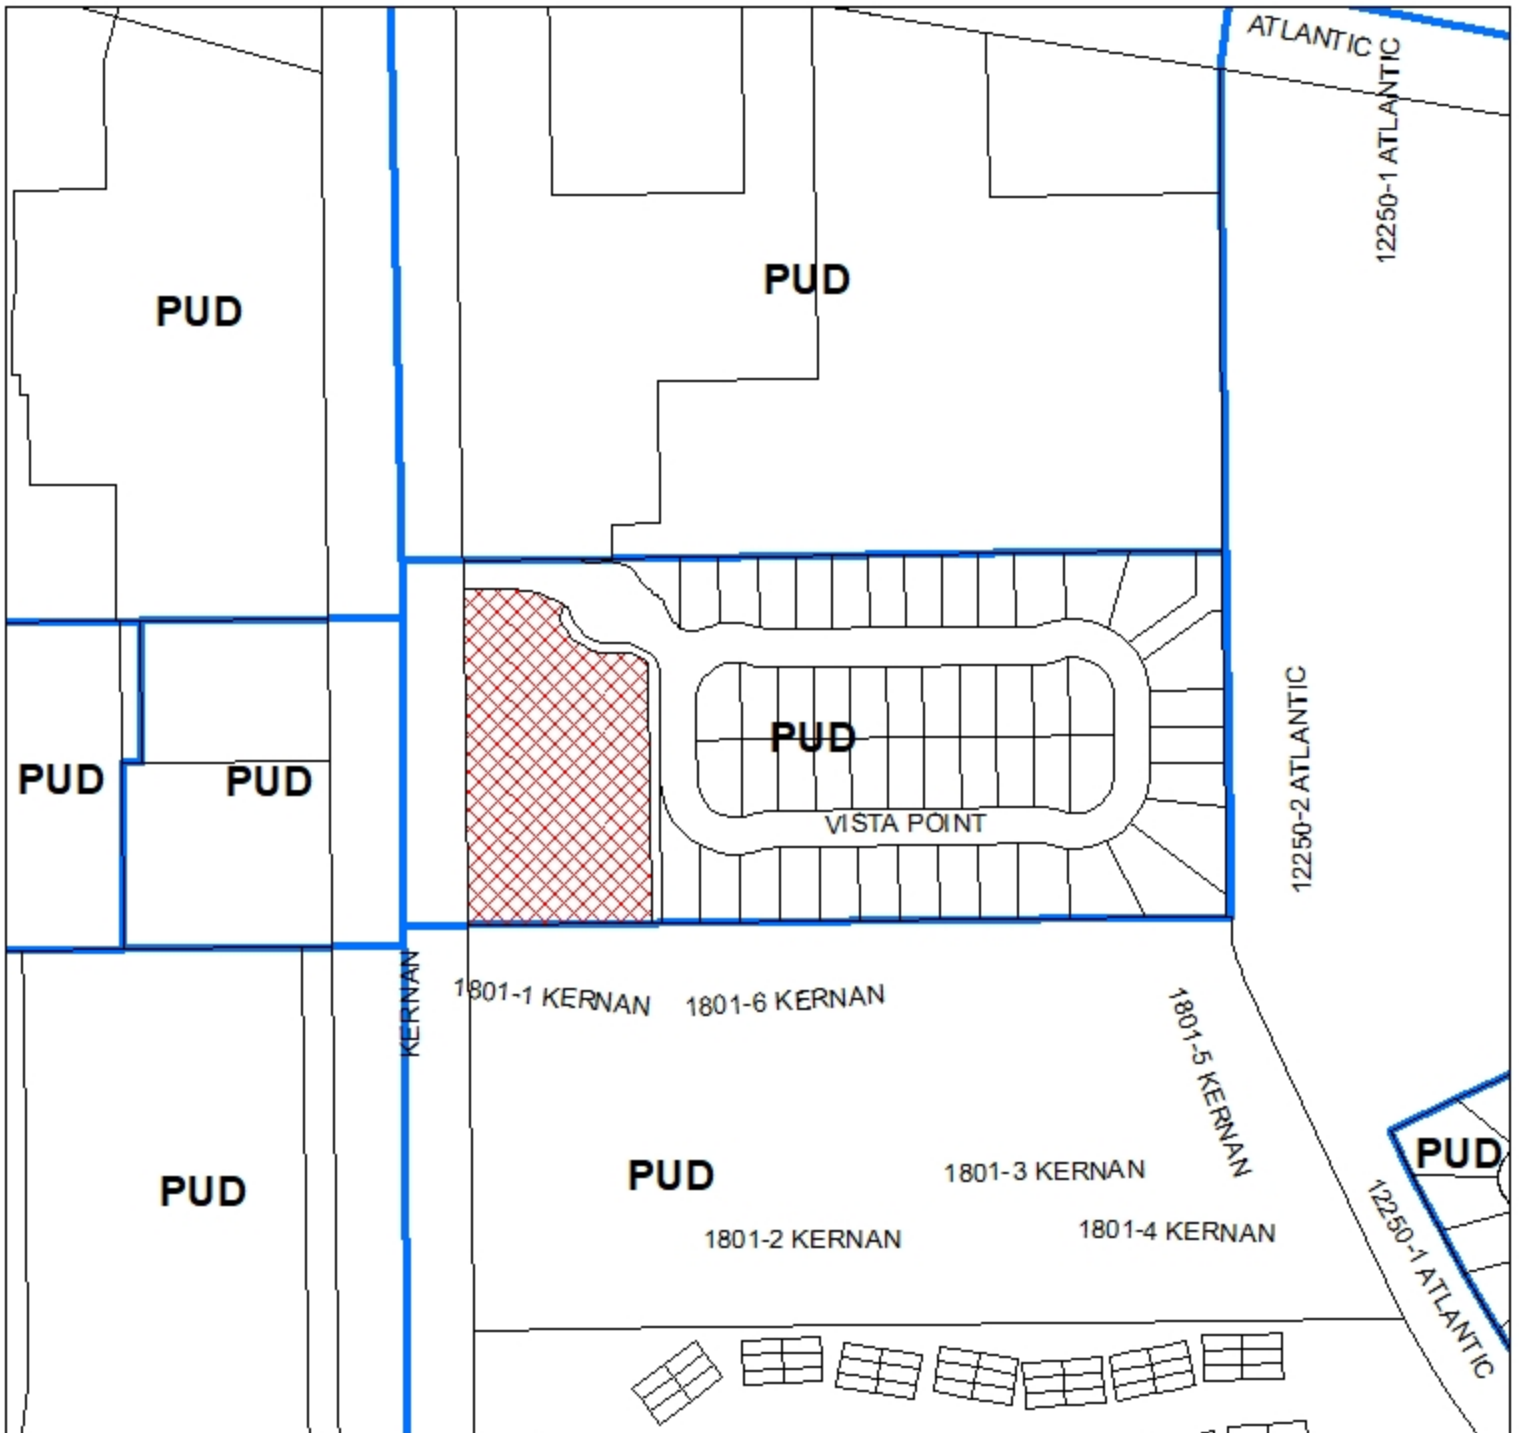 ATLANTIC
12250-1 ATLANTIC
PUD
PUD
12250-2 ATLANTIC
PUD
PUD
PUD
VISTA POINT
KERNAN
1801-1 KERNAN
1801-6 KERNAN
1801-5 KERNAN
PUD
PUD
1801-3 KERNAN
PUD
12250-1 ATLANTIC
1801-2 KERNAN
1801-4 KERNAN